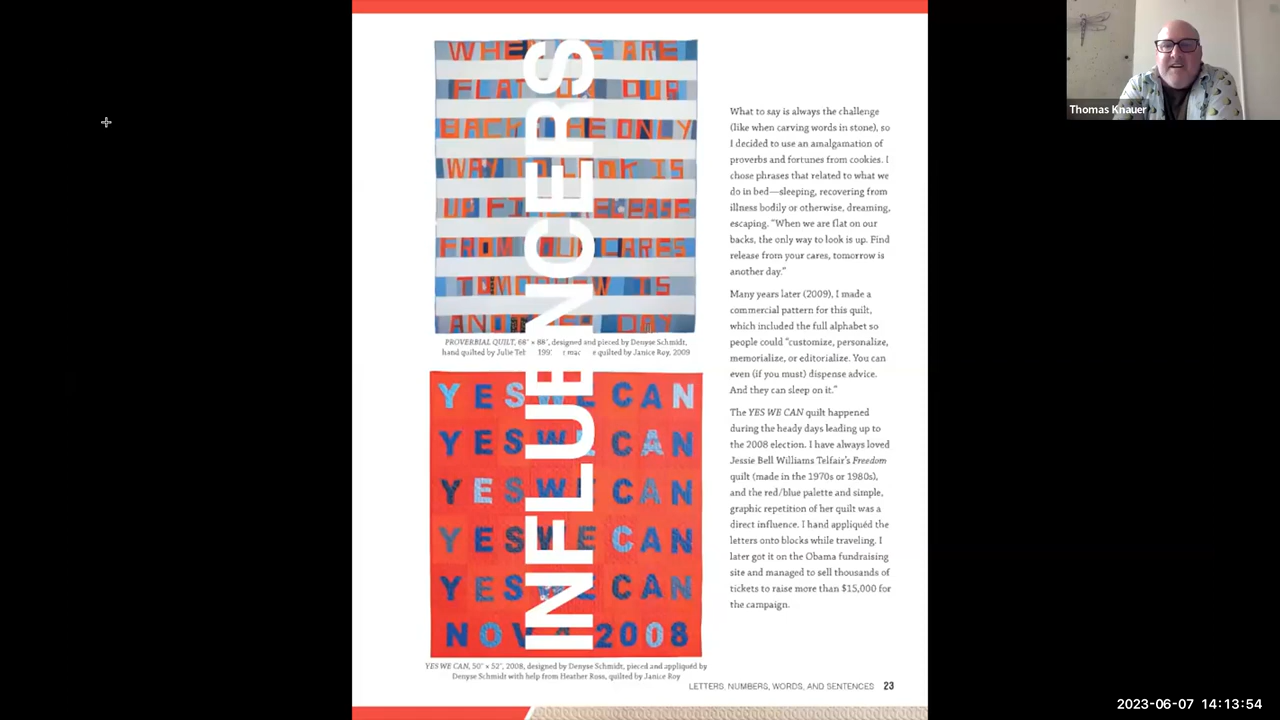 WHEN WE ARE
FLAT ON OUR
BACKS THE ONLY
WAY TO LOOK IS
UP FIND RELEASE
FROM OUR CARES
TOMORROW IS
ANOTHER DAY
INFLUENCERS
PROVERBIAL QUILT, 68" × 88", designed and pieced by Denyse Schmidt,
hand quilted by Julie quilted by Janice Roy, 2009
YES WE CAN
YES WE CAN
YES WE CAN
YES WE CAN
YES WE CAN
NOV 4 2008
YES WE CAN, 50" × 52", 2008, designed by Denyse Schmidt, pieced and appliquéd by
Denyse Schmidt with help from Heather Ross, quilted by Janice Roy
What to say is always the challenge
(like when carving words in stone), so
I decided to use an amalgamation of
proverbs and fortunes from cookies. I
chose phrases that related to what we
do in bed—sleeping, recovering from
illness bodily or otherwise, dreaming,
escaping. “When we are flat on our
backs, the only way to look is up. Find
release from your cares, tomorrow is
another day.”
Many years later (2009), I made a
commercial pattern for this quilt,
which included the full alphabet so
people could “customize, personalize,
memorialize, or editorialize. You can
even (if you must) dispense advice.
And they can sleep on it.”
The YES WE CAN quilt happened
during the heady days leading up to
the 2008 election. I have always loved
Jessie Bell Williams Telfair’s Freedom
quilt (made in the 1970s or 1980s),
and the red/blue palette and simple,
graphic repetition of her quilt was a
direct influence. I hand appliquéd the
letters onto blocks while traveling. I
later got it on the Obama fundraising
site and managed to sell thousands of
tickets to raise more than $15,000 for
the campaign.
LETTERS, NUMBERS, WORDS, AND SENTENCES 23
Thomas Knauer
2023-06-07 14:13:54